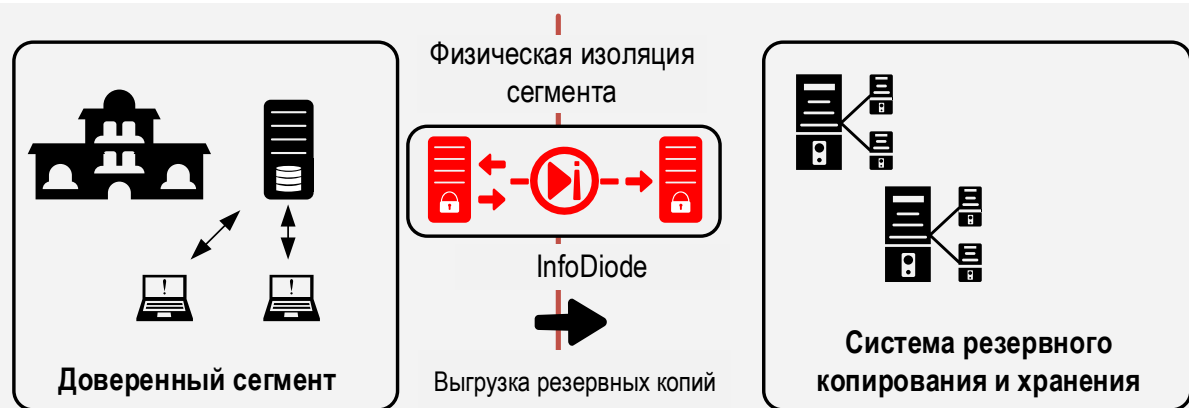 Физическая изоляция
сегмента
InfoDiode
Выгрузка резервных копий
Доверенный сегмент
Система резервного
копирования и хранения